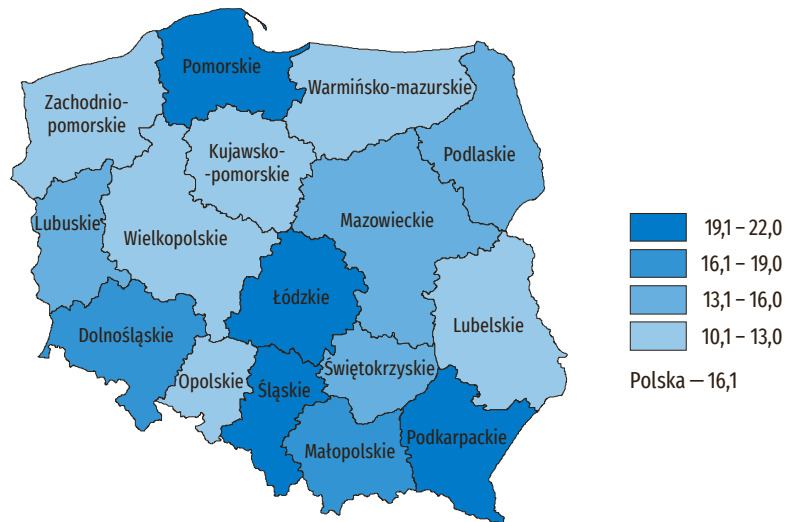 Pomorskie
Warmińsko-mazurskie
Zachodnio-
pomorskie
Kujawsko-
-pomorskie
Podlaskie
Lubuskie
Wielkopolskie
Mazowieckie
Łódzkie
Dolnośląskie
Lubelskie
Opolskie
Śląskie
Świętokrzyskie
Małopolskie
Podkarpackie
19,1 – 22,0
16,1 – 19,0
13,1 – 16,0
10,1 – 13,0
Polska — 16,1